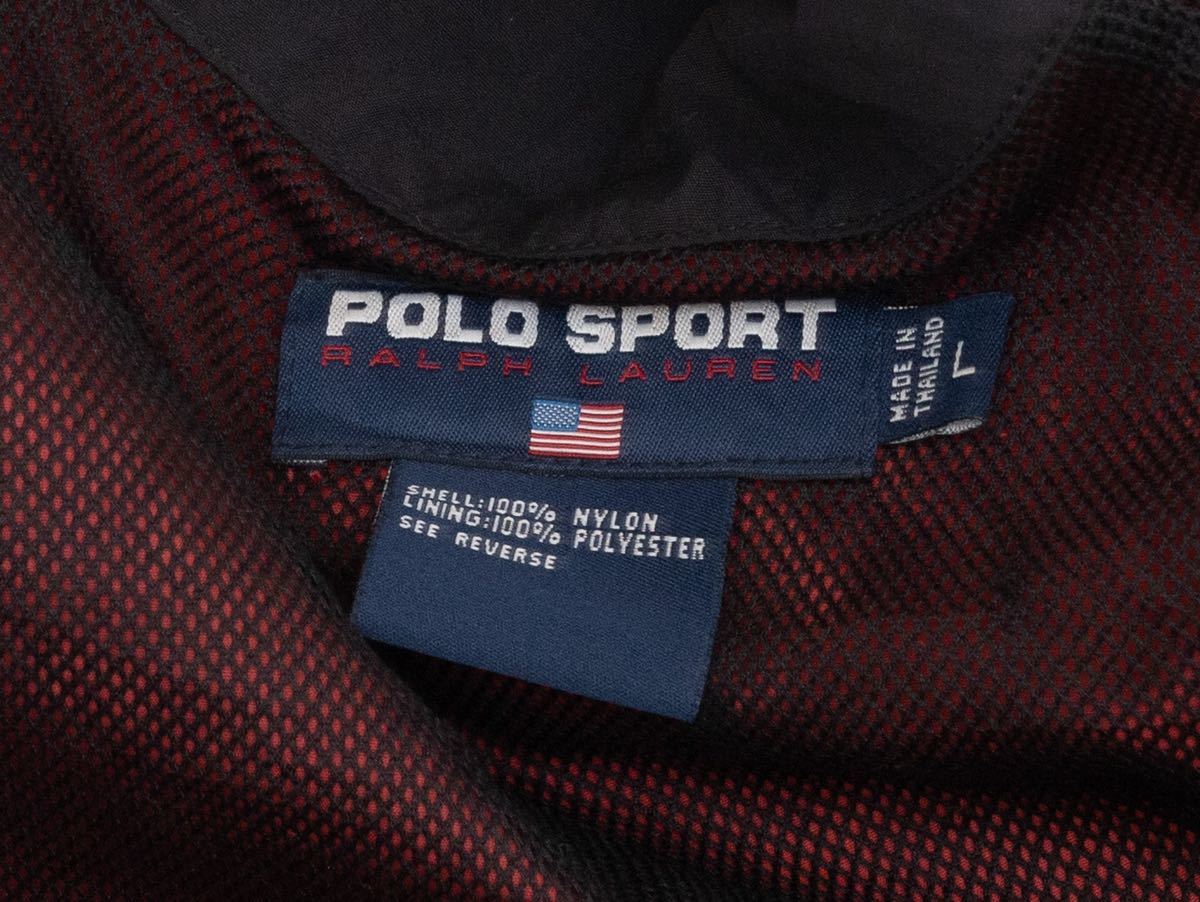 POLO SPORT
RALPH LAUREN
MADE IN
THAILAND
L
SHELL:100% NYLON
LINING:100% POLYESTER
SEE REVERSE